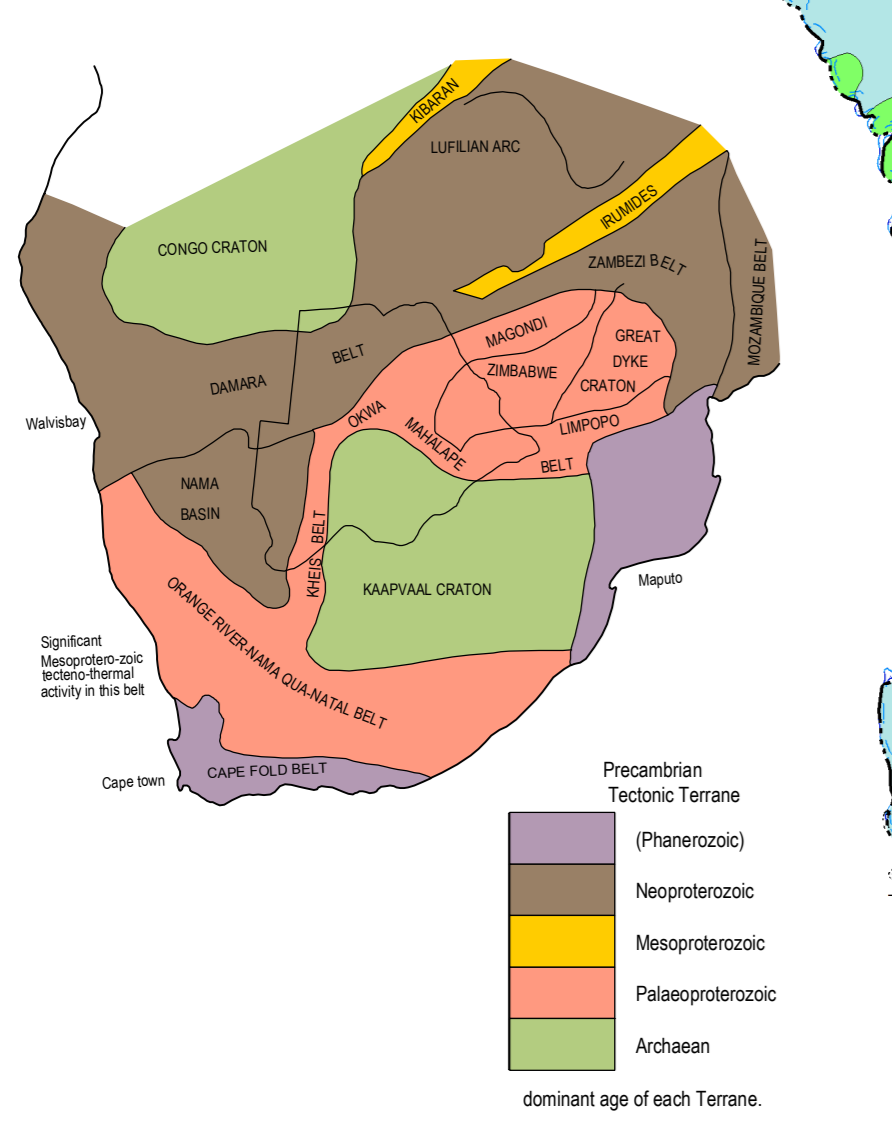 KIBARAN
LUFILIAN ARC
IRUMIDES
CONGO CRATON
ZAMBEZI BELT
MOZAMBIQUE BELT
MAGONDI
GREAT
DYKE
CRATON
ZIMBABWE
BELT
DAMARA
OKWA
MAHALAPE
LIMPOPO
BELT
Walvisbay
NAMA
BASIN
KHEIS BELT
KAAPVAAL CRATON
Maputo
ORANGE RIVER-NAMA QUA-NATAL BELT
Significant
Mesoprotero-zoic
tecteno-thermal
activity in this belt
CAPE FOLD BELT
Cape town
Precambrian
Tectonic Terrane
(Phanerozoic)
Neoproterozoic
Mesoproterozoic
Palaeoproterozoic
Archaean
dominant age of each Terrane.